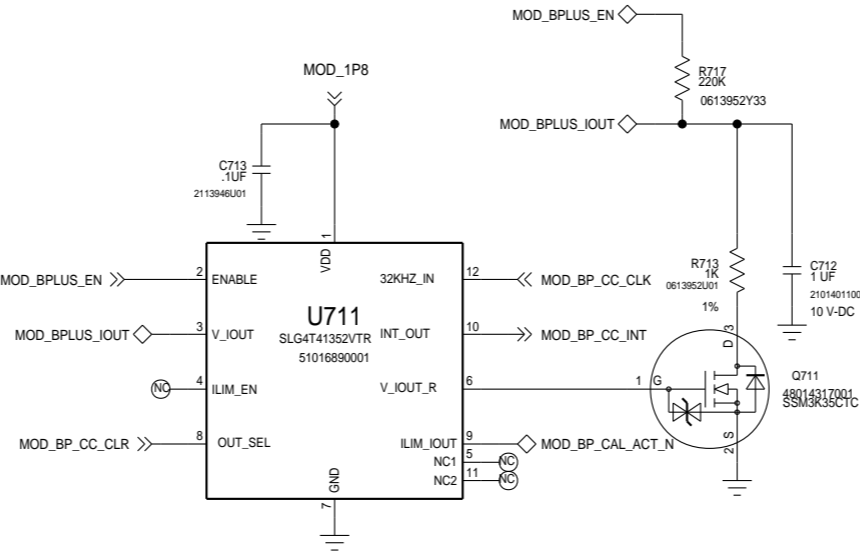 MOD_BPLUS_EN
R717
220K
0613952Y33
MOD_1P8
MOD_BPLUS_IOUT
C713
.1UF
2113946U01
VDD
1
MOD_BPLUS_EN
2
ENABLE
32KHZ_IN
12
MOD_BP_CC_CLK
R713
1K
0613952U01
1%
C712
1 UF
2101401100
10 V-DC
U711
SLG4T41352VTR
51016890001
MOD_BPLUS_IOUT
3
V_IOUT
INT_OUT
10
MOD_BP_CC_INT
3
D
NC
4
ILIM_EN
V_IOUT_R
6
1
G
Q711
48014317001
SSM3K35CTC
MOD_BP_CC_CLR
8
OUT_SEL
ILIM_IOUT
9
MOD_BP_CAL_ACT_N
S
2
NC1
5
NC
NC2
11
NC
GND
7